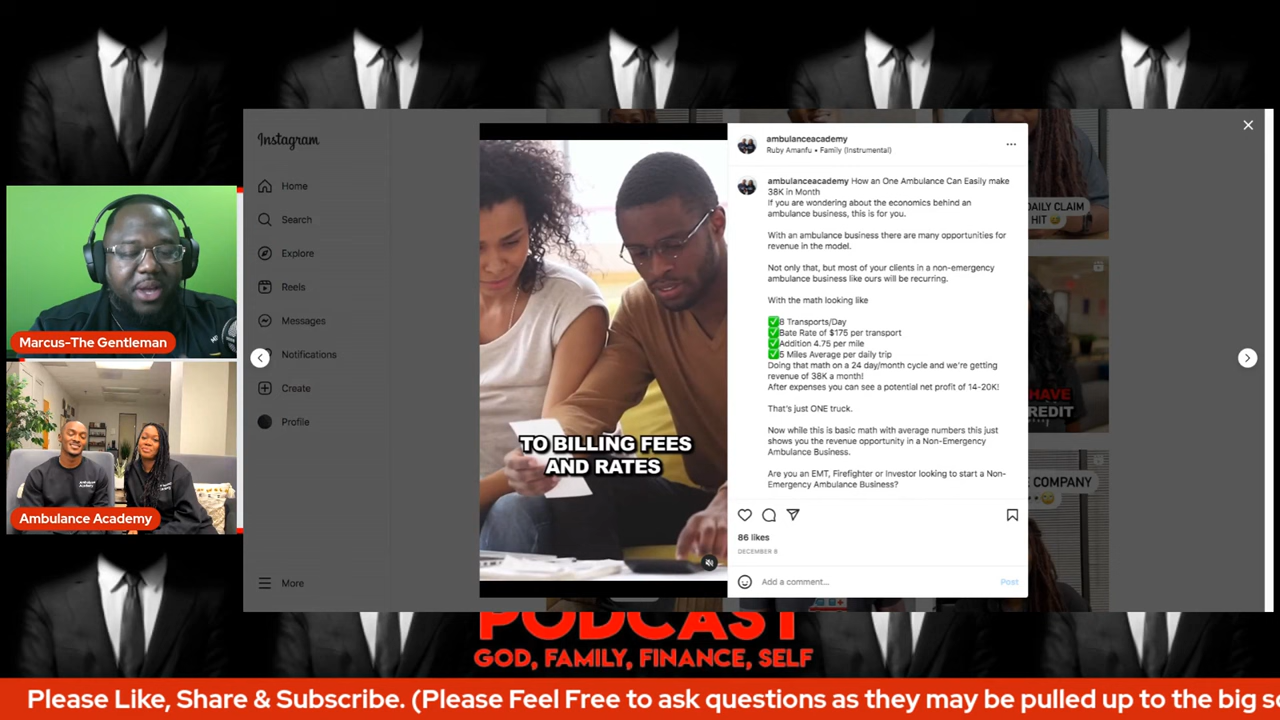 Instagram
Home
Search
Explore
Reels
Messages
Notifications
Create
Profile
More
Marcus-The Gentleman
Ambulance Academy
TO BILLING FEES
AND RATES
ambulanceacademy
Ruby Amanfu • Family (Instrumental)
ambulanceacademy How an One Ambulance Can Easily make
38K in Month
If you are wondering about the economics behind an
ambulance business, this is for you.
With an ambulance business there are many opportunities for
revenue in the model.
Not only that, but most of your clients in a non-emergency
ambulance business like ours will be recurring.
With the math looking like
✅8 Transports/Day
✅Bate Rate of $175 per transport
✅Addition 4.75 per mile
✅5 Miles Average per daily trip
Doing that math on a 24 day/month cycle and we're getting
revenue of 38K a month!
After expenses you can see a potential net profit of 14-20K!
That's just ONE truck.
Now while this is basic math with average numbers this just
shows you the revenue opportunity in a Non-Emergency
Ambulance Business.
Are you an EMT, Firefighter or Investor looking to start a Non-
Emergency Ambulance Business?
86 likes
DECEMBER 8
Add a comment...
Post
DAILY CLAIM
HIT
HAVE
REDIT
E COMPANY
PODCAST
GOD, FAMILY, FINANCE, SELF
Please Like, Share & Subscribe. (Please Feel Free to ask questions as they may be pulled up to the big